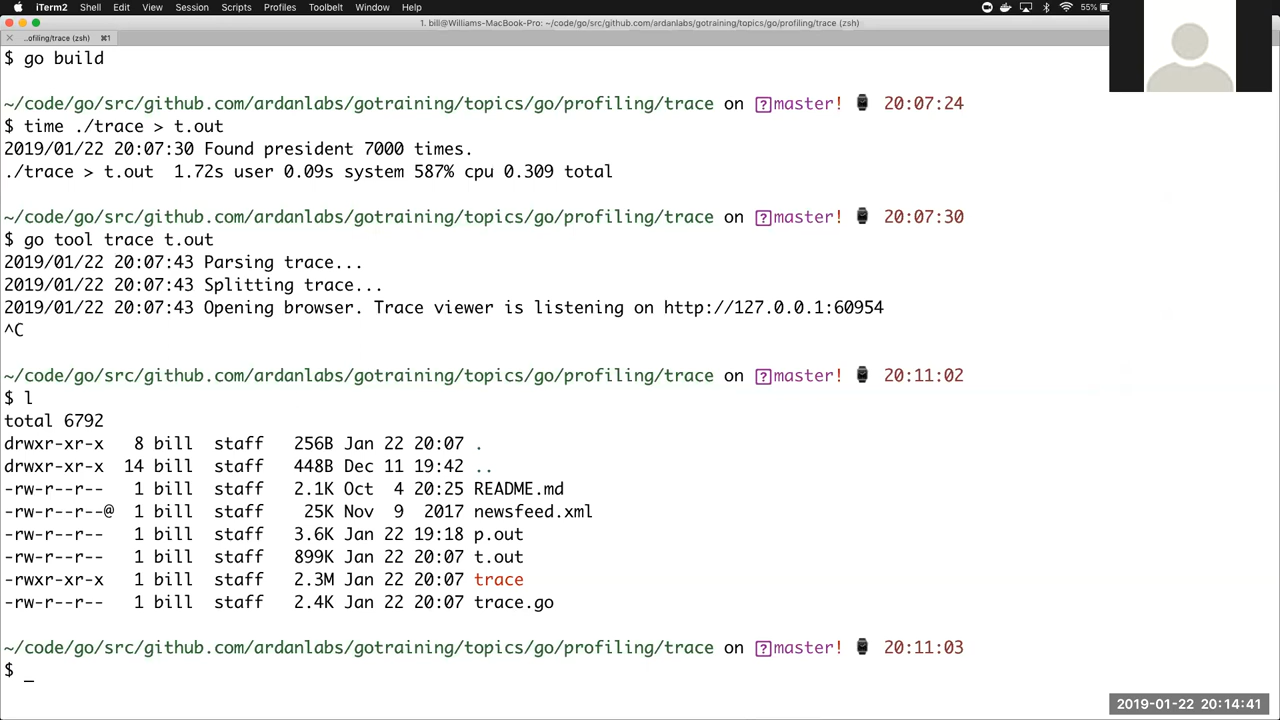 iTerm2 Shell Edit View Session Scripts Profiles Toolbelt Window Help 55%
1. bill@Williams-MacBook-Pro: ~/code/go/src/github.com/ardanlabs/gotraining/topics/go/profiling/trace (zsh)
..ofiling/trace (zsh) ⌘1
$ go build
~/code/go/src/github.com/ardanlabs/gotraining/topics/go/profiling/trace on ?master! 20:07:24
$ time ./trace > t.out
2019/01/22 20:07:30 Found president 7000 times.
./trace > t.out 1.72s user 0.09s system 587% cpu 0.309 total
~/code/go/src/github.com/ardanlabs/gotraining/topics/go/profiling/trace on ?master! 20:07:30
$ go tool trace t.out
2019/01/22 20:07:43 Parsing trace...
2019/01/22 20:07:43 Splitting trace...
2019/01/22 20:07:43 Opening browser. Trace viewer is listening on http://127.0.0.1:60954
^C
~/code/go/src/github.com/ardanlabs/gotraining/topics/go/profiling/trace on ?master! 20:11:02
$ l
total 6792
drwxr-xr-x 8 bill staff 256B Jan 22 20:07 .
drwxr-xr-x 14 bill staff 448B Dec 11 19:42 ..
-rw-r--r-- 1 bill staff 2.1K Oct 4 20:25 README.md
-rw-r--r--@ 1 bill staff 25K Nov 9 2017 newsfeed.xml
-rw-r--r-- 1 bill staff 3.6K Jan 22 19:18 p.out
-rw-r--r-- 1 bill staff 899K Jan 22 20:07 t.out
-rwxr-xr-x 1 bill staff 2.3M Jan 22 20:07 trace
-rw-r--r-- 1 bill staff 2.4K Jan 22 20:07 trace.go
~/code/go/src/github.com/ardanlabs/gotraining/topics/go/profiling/trace on ?master! 20:11:03
$ _
2019-01-22 20:14:41